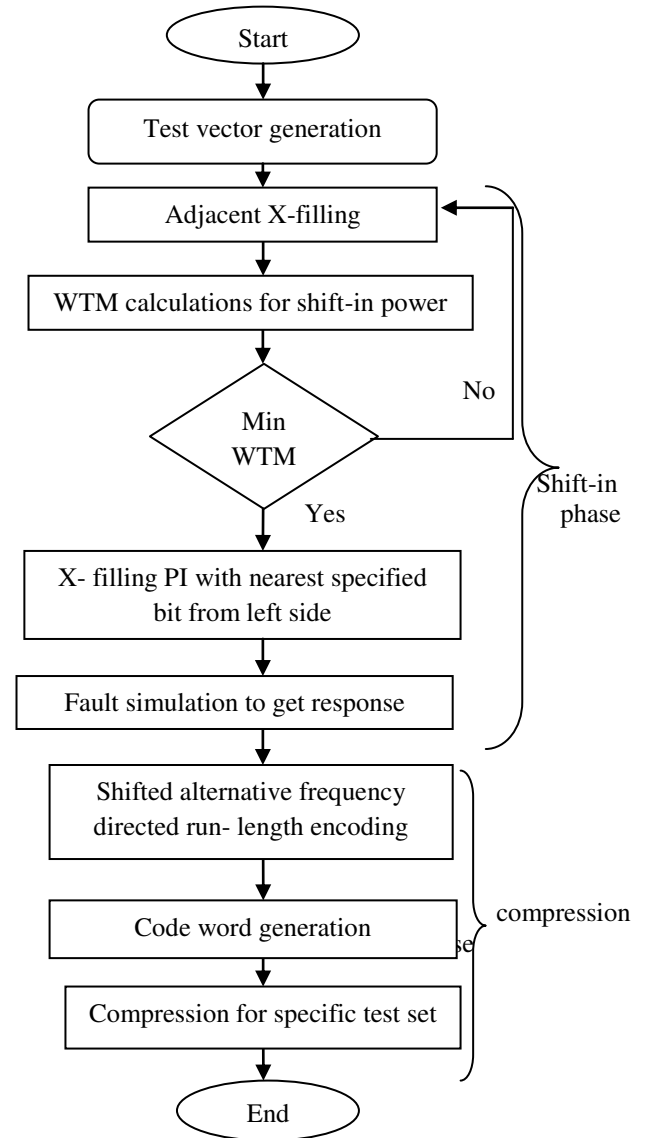 Start
Test vector generation
Adjacent X-filling
WTM calculations for shift-in power
No
Min
WTM
Shift-in
phase
Yes
X- filling PI with nearest specified
bit from left side
Fault simulation to get response
Shifted alternative frequency
directed run- length encoding
compression
Code word generation
se
Compression for specific test set
End